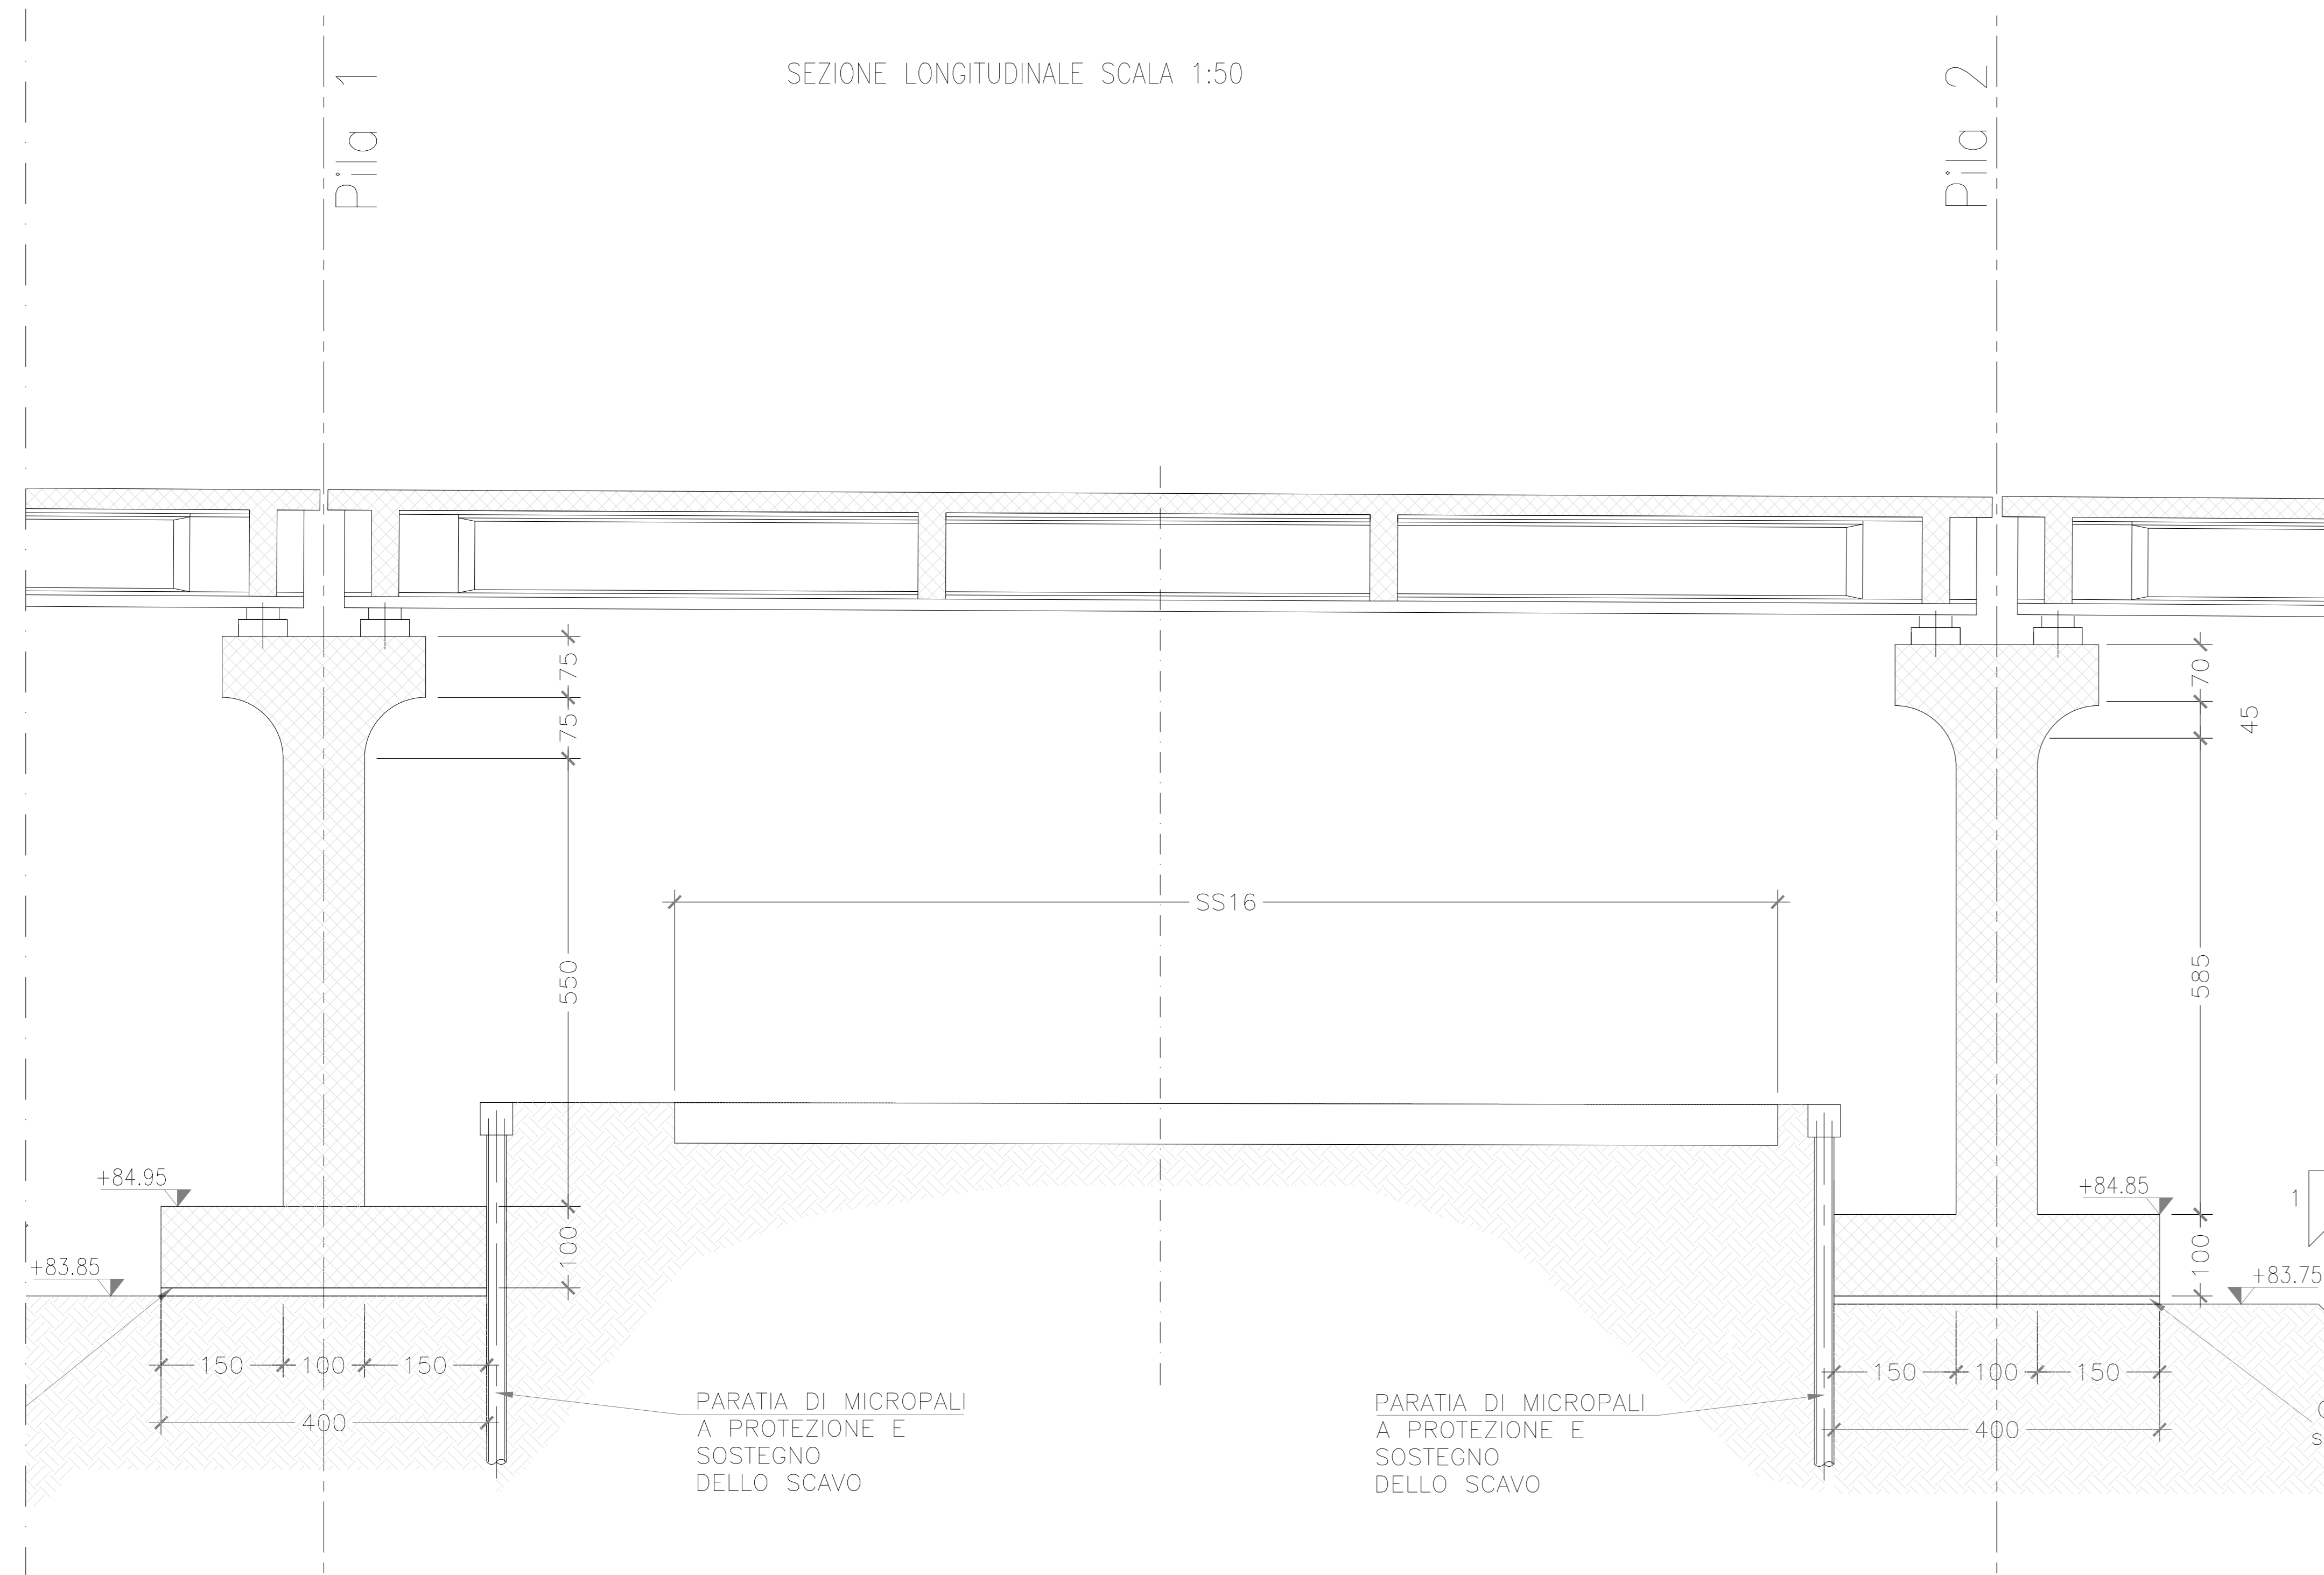 SEZIONE LONGITUDINALE SCALA 1:50
Pila 1
Pila 2
75
75
550
100
70
45
585
100
SS16
+84.95
+83.85
+84.85
+83.75
1
150
100
150
400
150
100
150
400
PARATIA DI MICROPALI
A PROTEZIONE E
SOSTEGNO
DELLO SCAVO
PARATIA DI MICROPALI
A PROTEZIONE E
SOSTEGNO
DELLO SCAVO